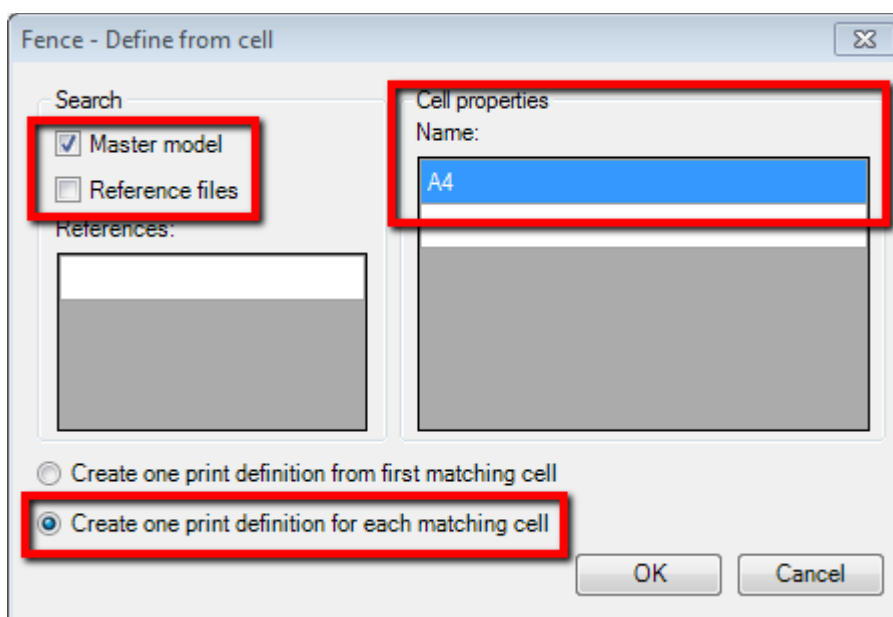 Fence - Define from cell
Search
Master model
Reference files
References:
Cell properties
Name:
A4
Create one print definition from first matching cell
Create one print definition for each matching cell
OK
Cancel